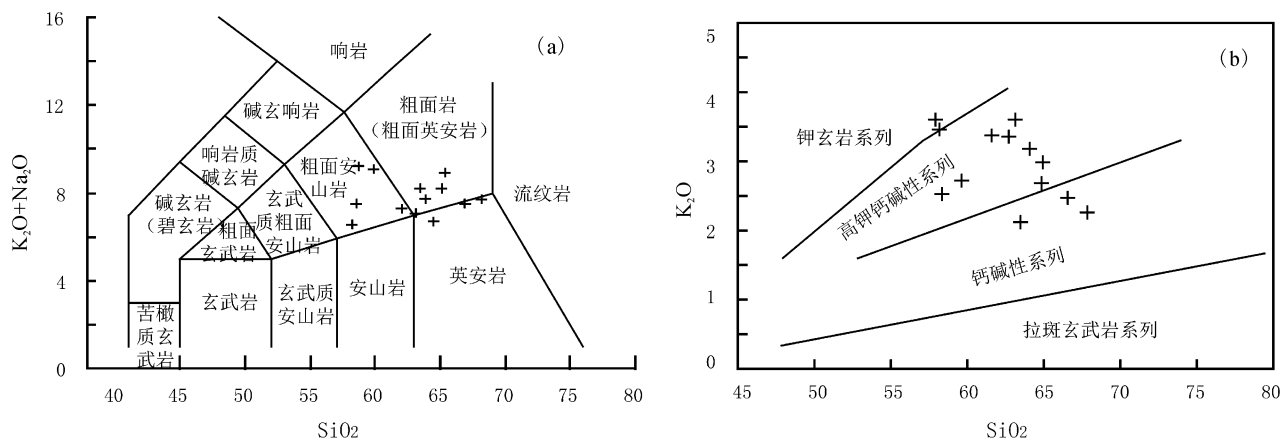 16
12
8
4
0
K₂O+Na₂O
(a)
响岩
碱玄响岩
粗面岩
(粗面英安岩)
响岩质
碱玄岩
粗面安
山岩
碱玄岩
(碧玄岩)
玄武
质粗面
安山岩
粗面
玄武岩
流纹岩
苦橄
质玄
武岩
玄武岩
玄武质
安山岩
安山岩
英安岩
40 45 50 55 60 65 70 75 80
SiO₂
5
4
3
2
1
0
K₂O
(b)
钾玄岩系列
高钾钙碱性系列
钙碱性系列
拉斑玄武岩系列
45 50 55 60 65 70 75 80
SiO₂